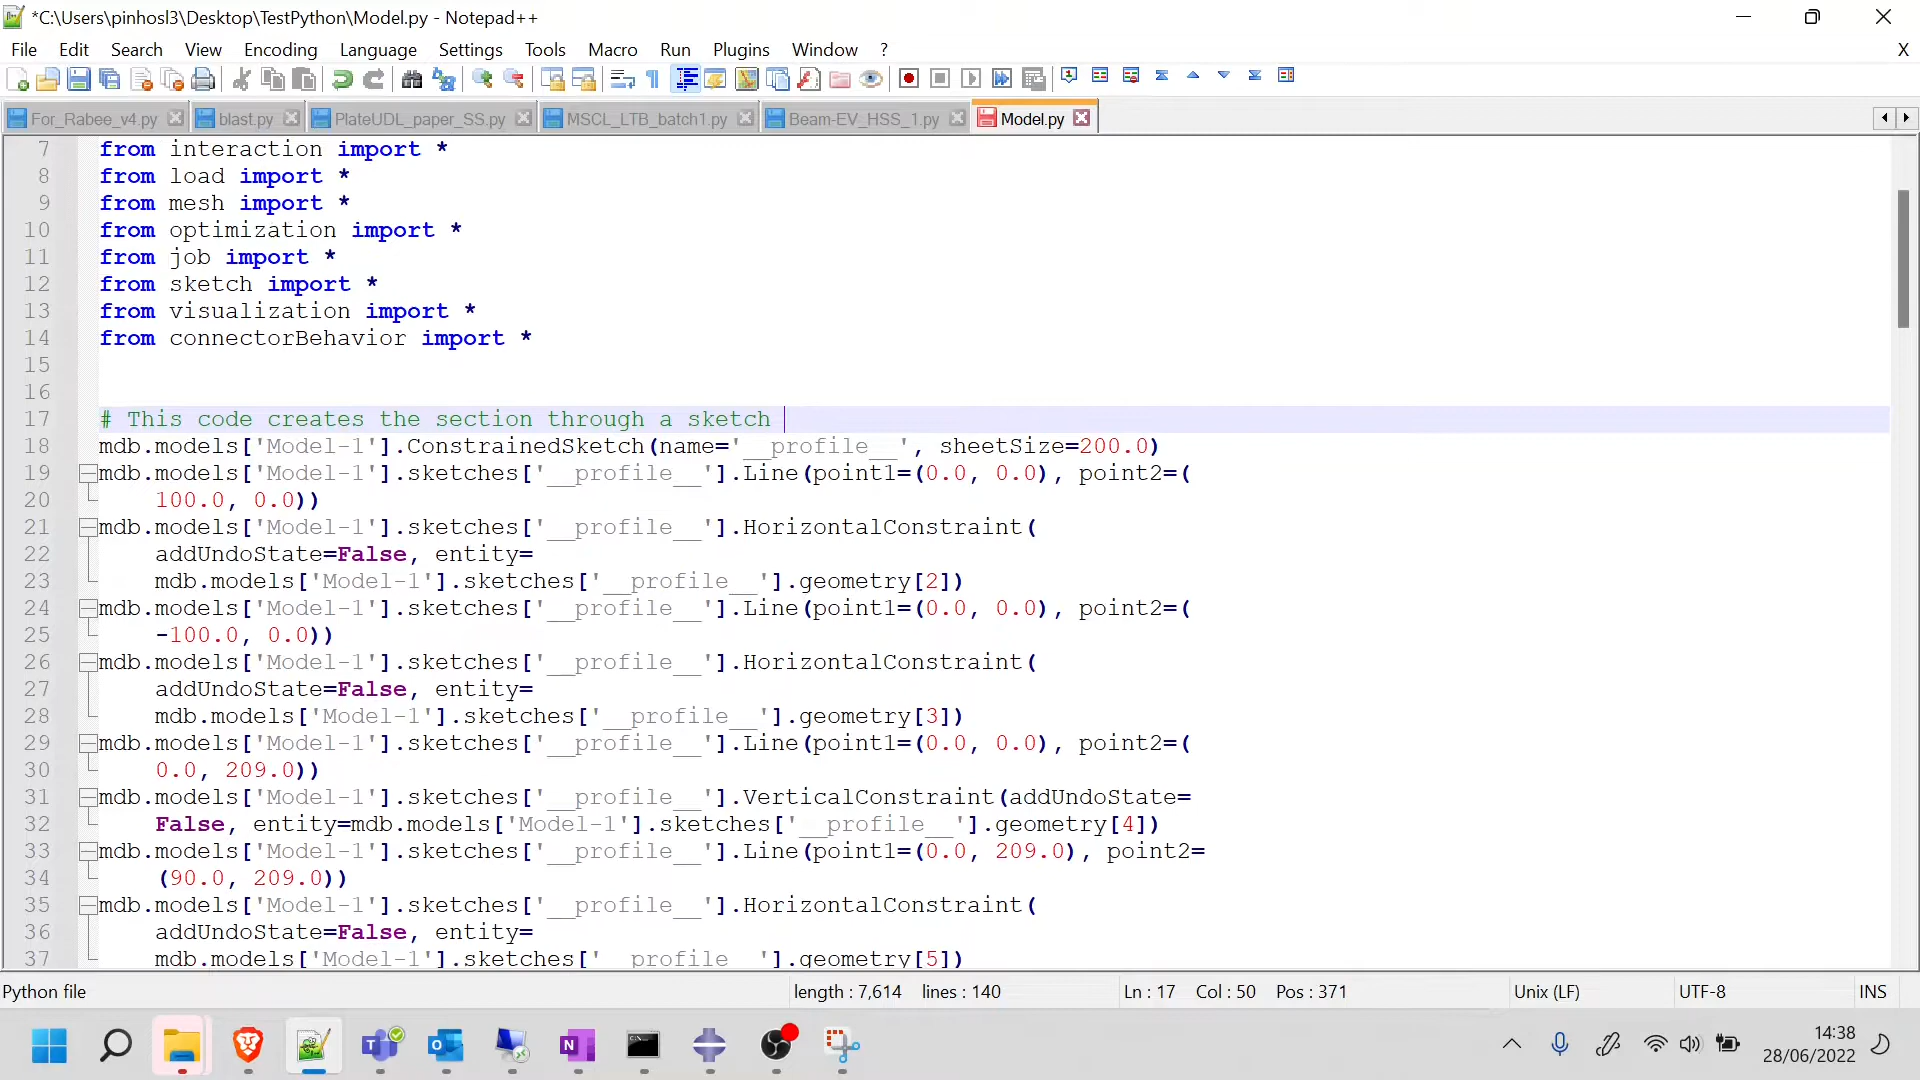 *C:\Users\pinhosl3\Desktop\TestPython\Model.py - Notepad++
File Edit Search View Encoding Language Settings Tools Macro Run Plugins Window ? X
For_Rabee_v4.py blast.py PlateUDL_paper_SS.py MSCL_LTB_batch1.py Beam-EV_HSS_1.py Model.py
7 from interaction import *
8 from load import *
9 from mesh import *
10 from optimization import *
11 from job import *
12 from sketch import *
13 from visualization import *
14 from connectorBehavior import *
15
16
17 # This code creates the section through a sketch
18 mdb.models['Model-1'].ConstrainedSketch(name='__profile__', sheetSize=200.0)
19 mdb.models['Model-1'].sketches['__profile__'].Line(point1=(0.0, 0.0), point2=(
20     100.0, 0.0))
21 mdb.models['Model-1'].sketches['__profile__'].HorizontalConstraint(
22     addUndoState=False, entity=
23     mdb.models['Model-1'].sketches['__profile__'].geometry[2])
24 mdb.models['Model-1'].sketches['__profile__'].Line(point1=(0.0, 0.0), point2=(
25     -100.0, 0.0))
26 mdb.models['Model-1'].sketches['__profile__'].HorizontalConstraint(
27     addUndoState=False, entity=
28     mdb.models['Model-1'].sketches['__profile__'].geometry[3])
29 mdb.models['Model-1'].sketches['__profile__'].Line(point1=(0.0, 0.0), point2=(
30     0.0, 209.0))
31 mdb.models['Model-1'].sketches['__profile__'].VerticalConstraint(addUndoState=
32     False, entity=mdb.models['Model-1'].sketches['__profile__'].geometry[4])
33 mdb.models['Model-1'].sketches['__profile__'].Line(point1=(0.0, 209.0), point2=
34     (90.0, 209.0))
35 mdb.models['Model-1'].sketches['__profile__'].HorizontalConstraint(
36     addUndoState=False, entity=
37     mdb.models['Model-1'].sketches['__profile__'].geometry[5])
Python file length : 7,614 lines : 140 Ln : 17 Col : 50 Pos : 371 Unix (LF) UTF-8 INS
14:38
28/06/2022